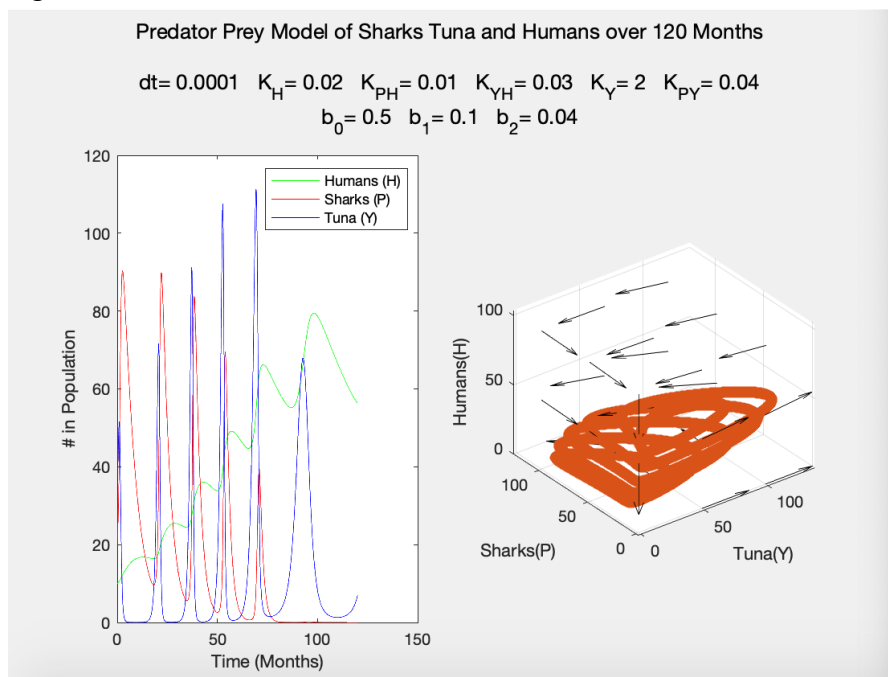 Predator Prey Model of Sharks Tuna and Humans over 120 Months
dt= 0.0001 K_H= 0.02 K_PH= 0.01 K_YH= 0.03 K_Y= 2 K_PY= 0.04
b_0= 0.5 b_1= 0.1 b_2= 0.04
120
100
80
60
40
20
0
# in Population
0 50 100 150
Time (Months)
Humans (H)
Sharks (P)
Tuna (Y)
100
50
0
Humans(H)
100
50
0
Sharks(P)
0
50
100
Tuna(Y)